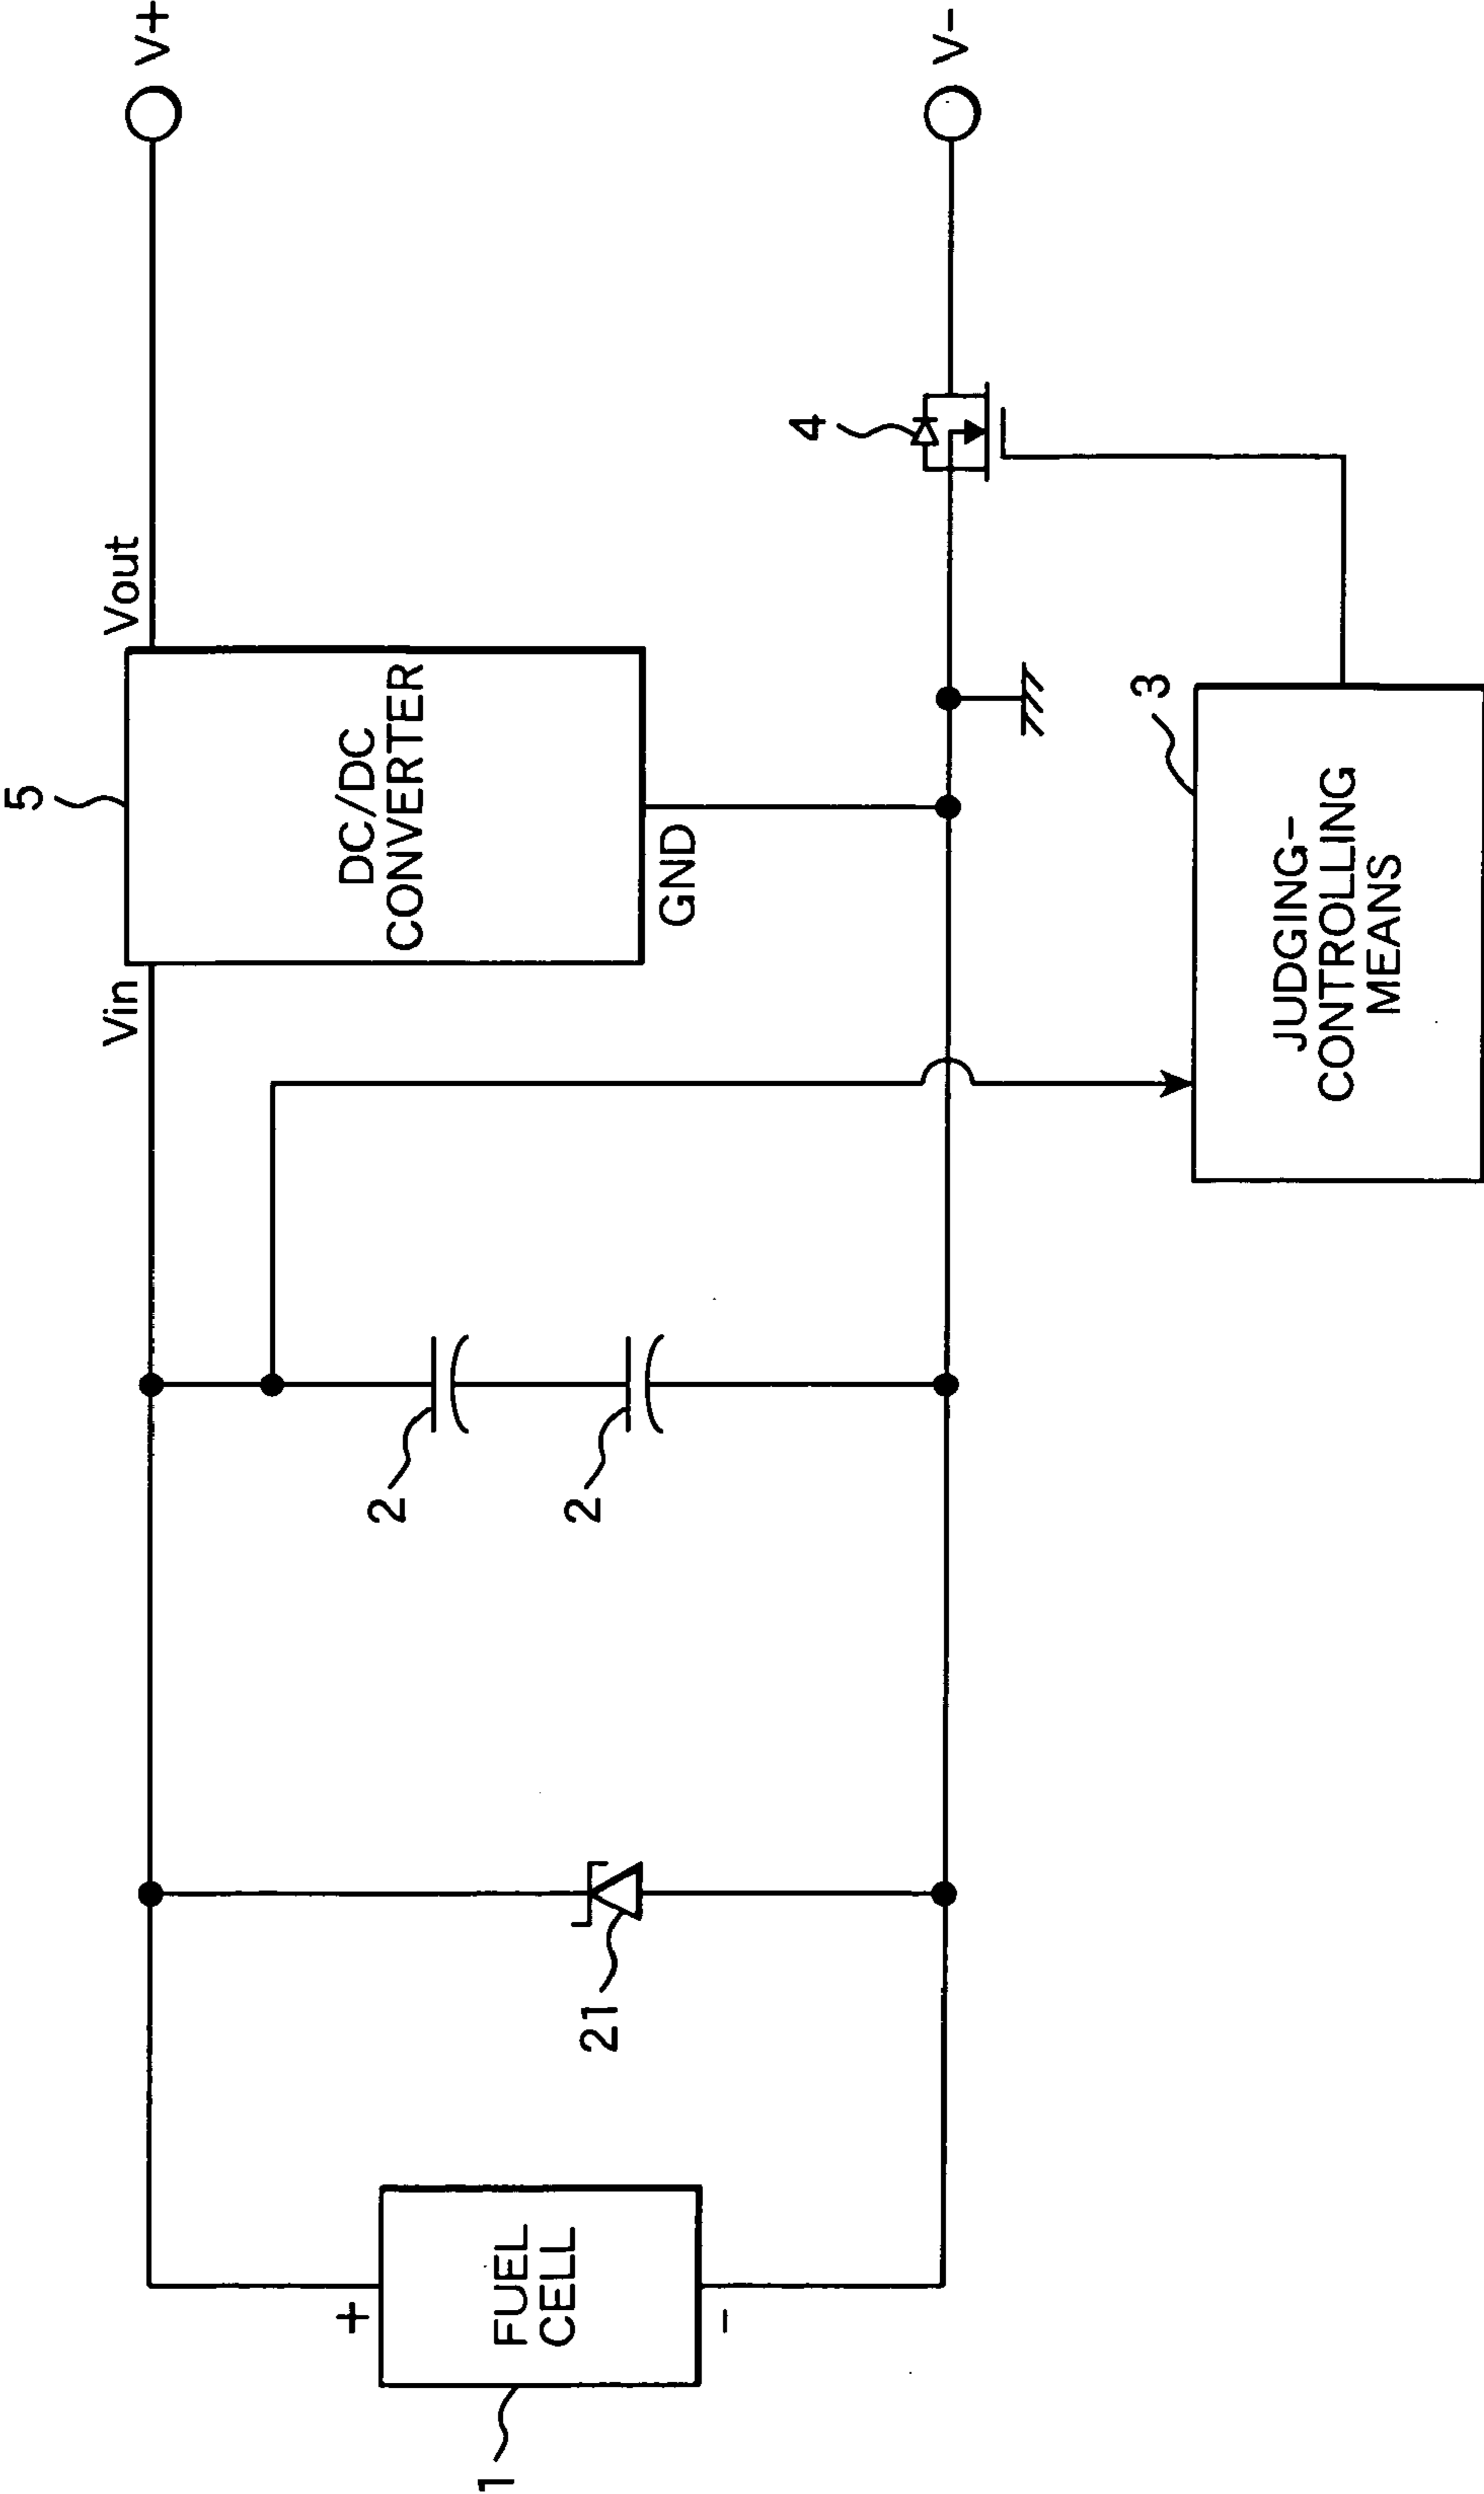 5
Vin
Vout
V+
DC/DC
CONVERTER
GND
+
FUEL
CELL
-
1
21
2
2
4
V-
3
JUDGING-
CONTROLLING
MEANS